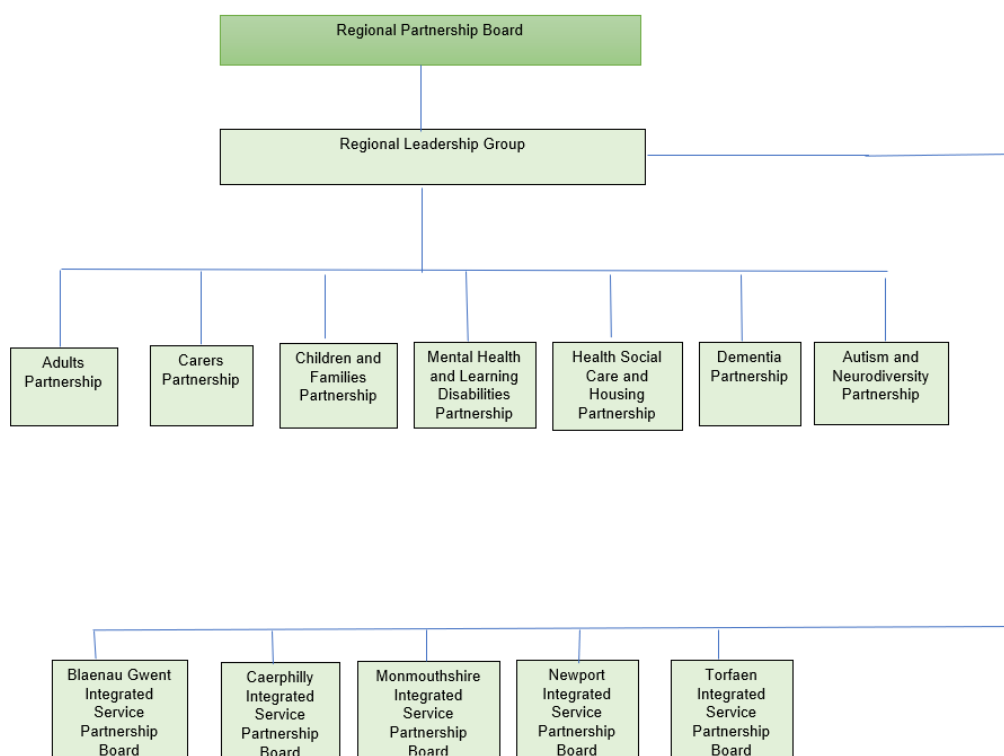 Regional Partnership Board
Regional Leadership Group
Adults
Partnership
Carers
Partnership
Children and
Families
Partnership
Mental Health
and Learning
Disabilities
Partnership
Health Social
Care and
Housing
Partnership
Dementia
Partnership
Autism and
Neurodiversity
Partnership
Blaenau Gwent
Integrated
Service
Partnership
Board
Caerphilly
Integrated
Service
Partnership
Board
Monmouthshire
Integrated
Service
Partnership
Board
Newport
Integrated
Service
Partnership
Board
Torfaen
Integrated
Service
Partnership
Board